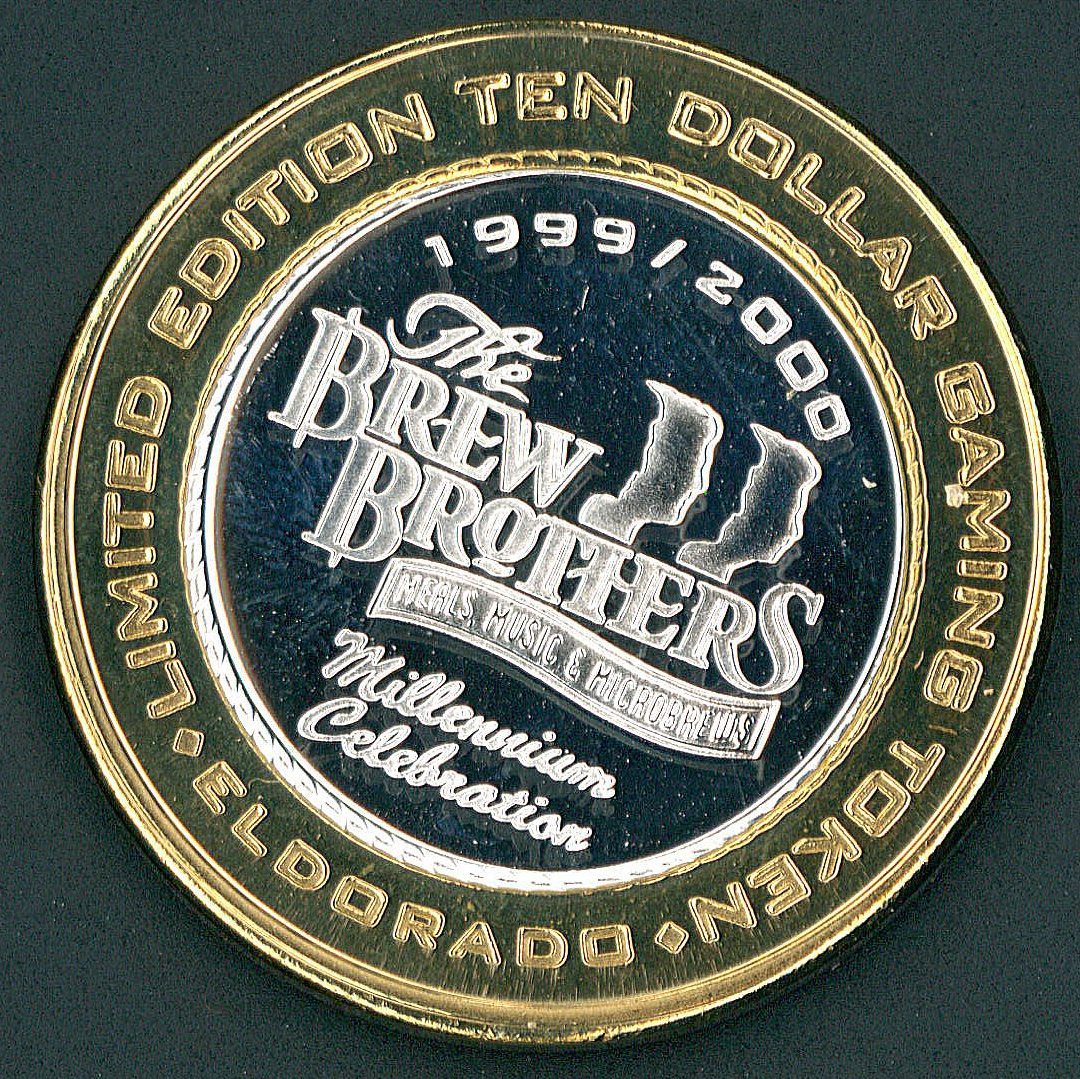 LIMITED EDITION TEN DOLLAR GAMING TOKEN
ELDORADO
1999/2000
The
BREW
BROTHERS
MEALS, MUSIC & MICROBREWS
Millennium
Celebration